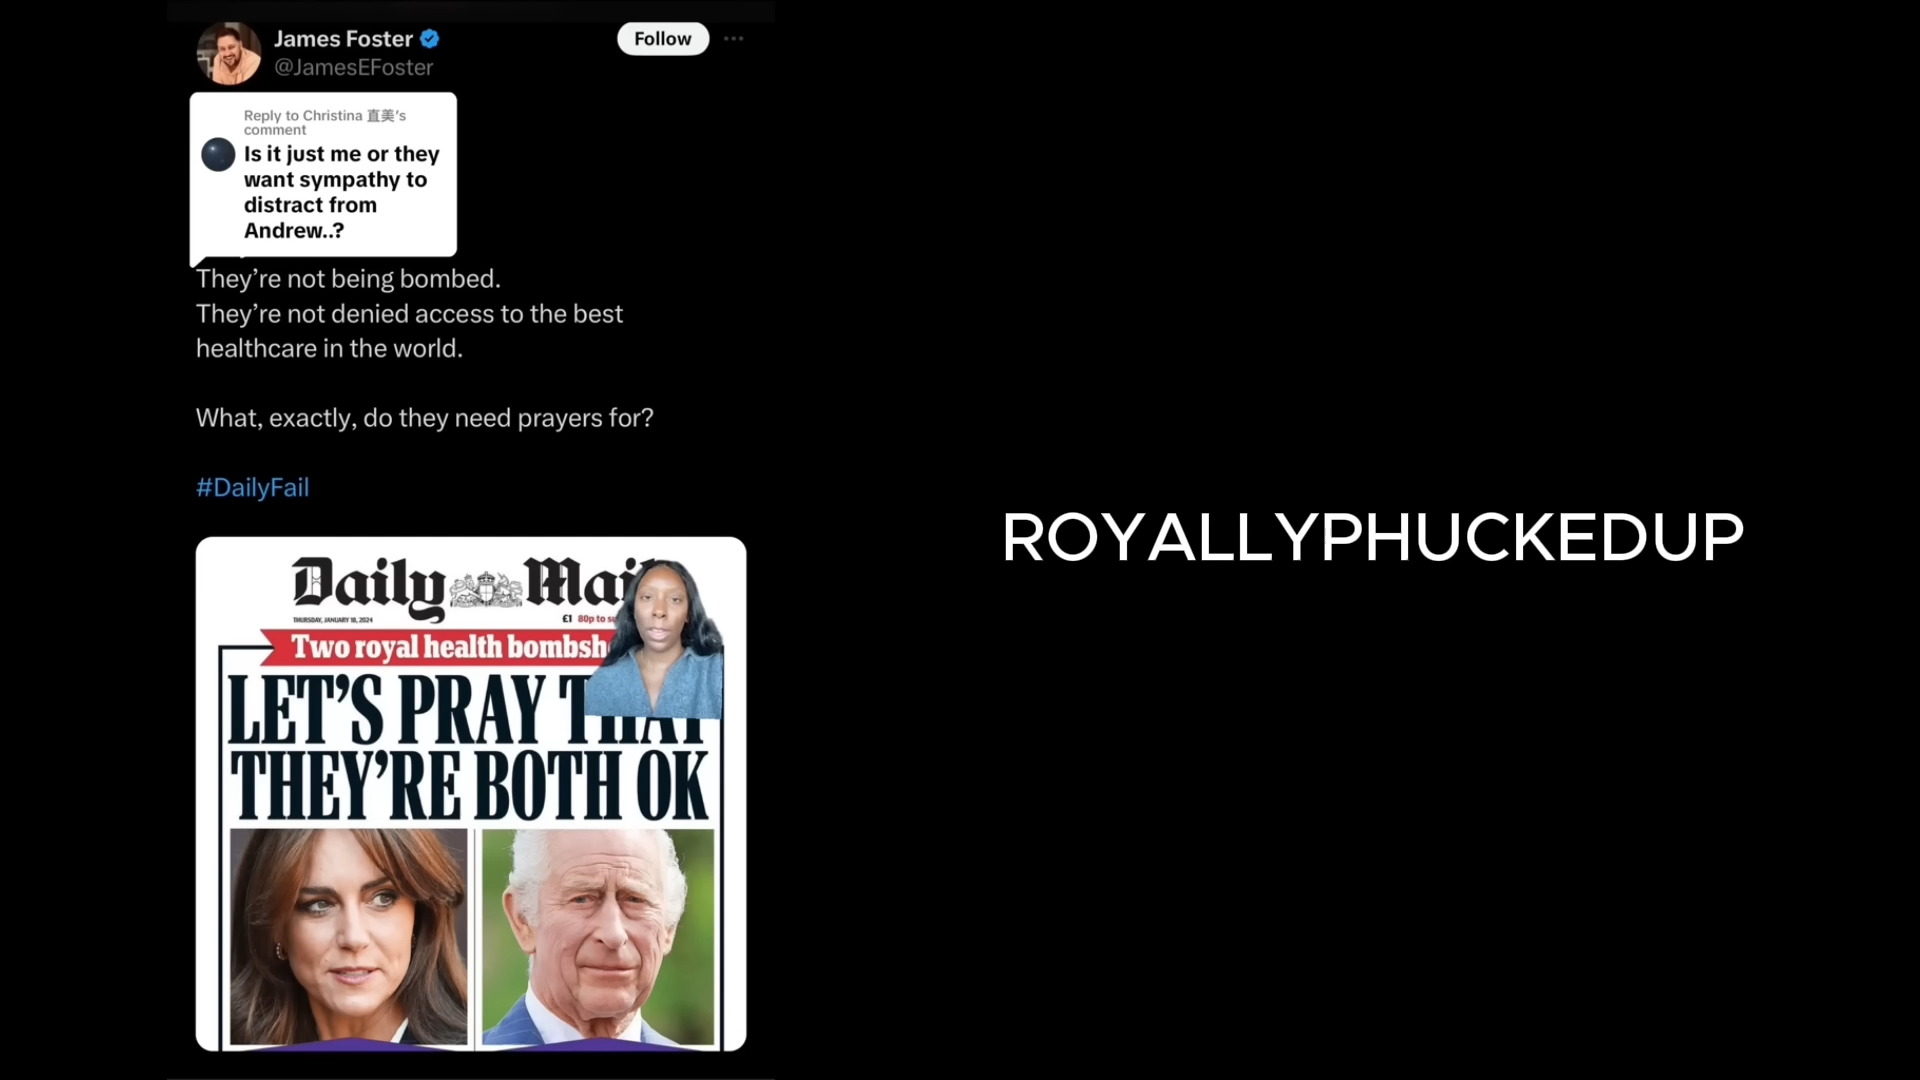 James Foster
@JamesEFoster
Follow
Reply to Christina 直美's
comment
Is it just me or they
want sympathy to
distract from
Andrew..?
They're not being bombed.
They're not denied access to the best
healthcare in the world.
What, exactly, do they need prayers for?
#DailyFail
ROYALLYPHUCKEDUP
Daily Mail
THURSDAY, JANUARY 18, 2024
£1 80p to
Two royal health
LET'S PRAY THAT
THEY'RE BOTH OK